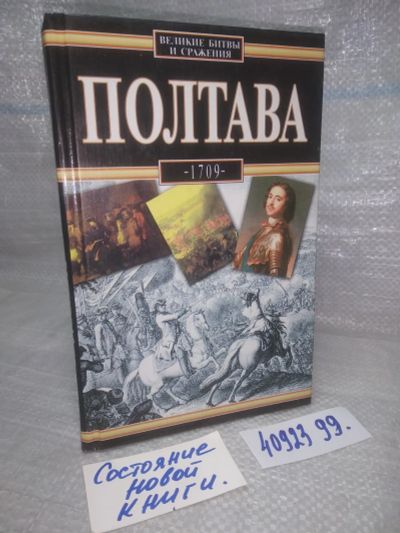 ВЕЛИКИЕ БИТВЫ
И СРАЖЕНИЯ
ПОЛТАВА
-1709-
Состояние
новой
книги.
40923 99.